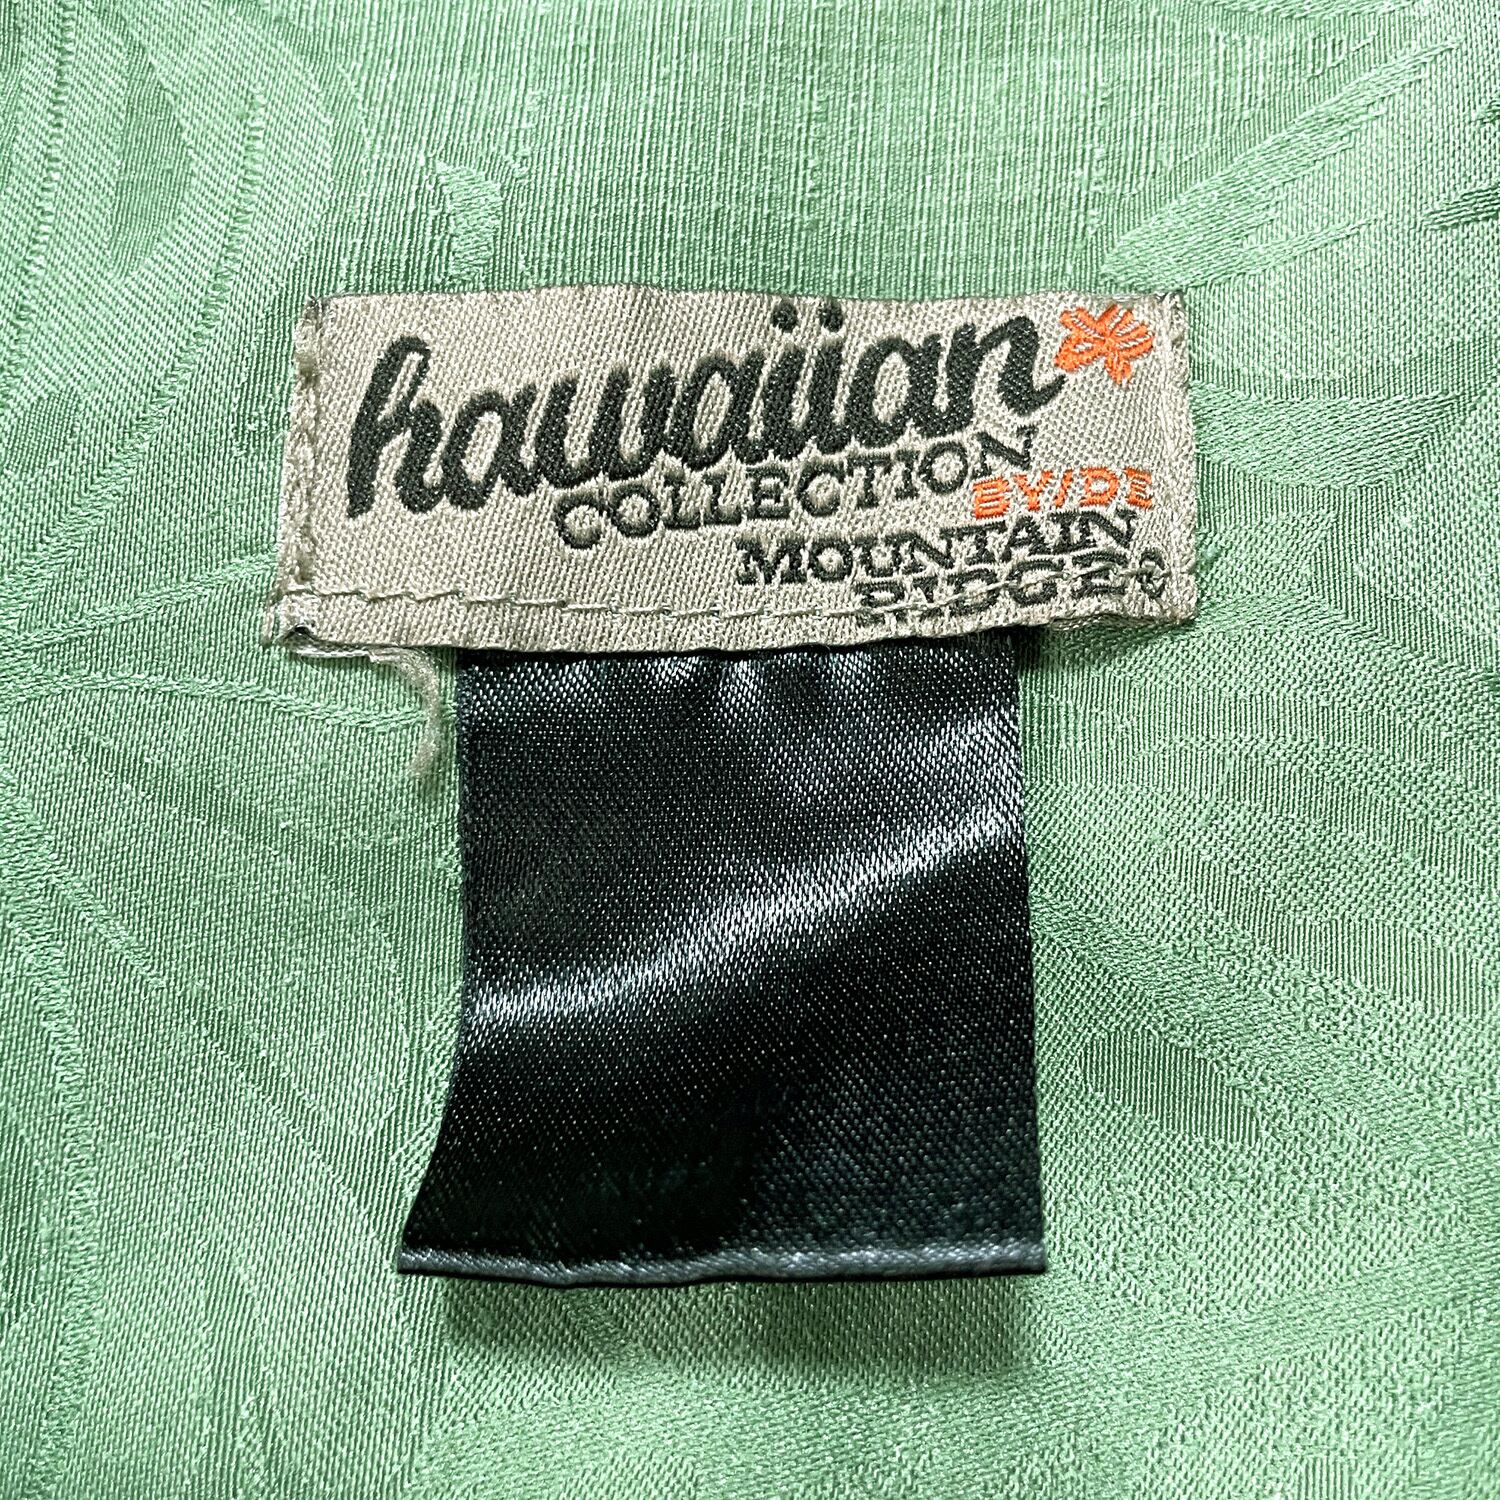 hawaiian
COLLECTION
BY/DE
MOUNTAIN
RIDGE